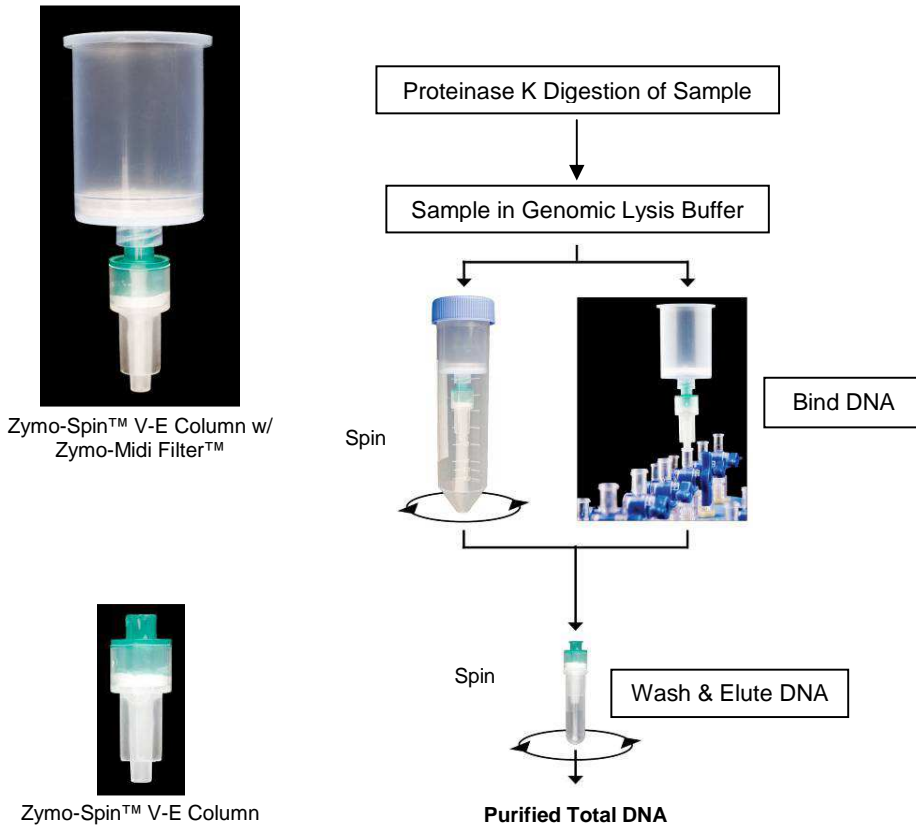 Zymo-Spin™ V-E Column w/
Zymo-Midi Filter™
Zymo-Spin™ V-E Column
Proteinase K Digestion of Sample
Sample in Genomic Lysis Buffer
Spin
Bind DNA
Spin
Wash & Elute DNA
Purified Total DNA